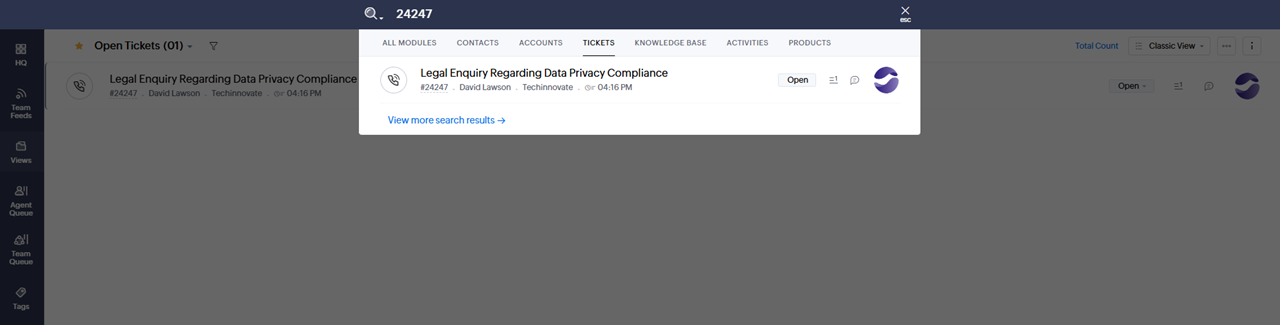 24247
esc
ALL MODULES CONTACTS ACCOUNTS TICKETS KNOWLEDGE BASE ACTIVITIES PRODUCTS
Legal Enquiry Regarding Data Privacy Compliance
#24247 . David Lawson . Techinnovate . 04:16 PM
Open
View more search results →
Open Tickets (01)
Total Count
Classic View
Legal Enquiry Regarding Data Privacy Compliance
#24247 . David Lawson . Techinnovate . 04:16 PM
Open
HQ
Team
Feeds
Views
Agent
Queue
Team
Queue
Tags